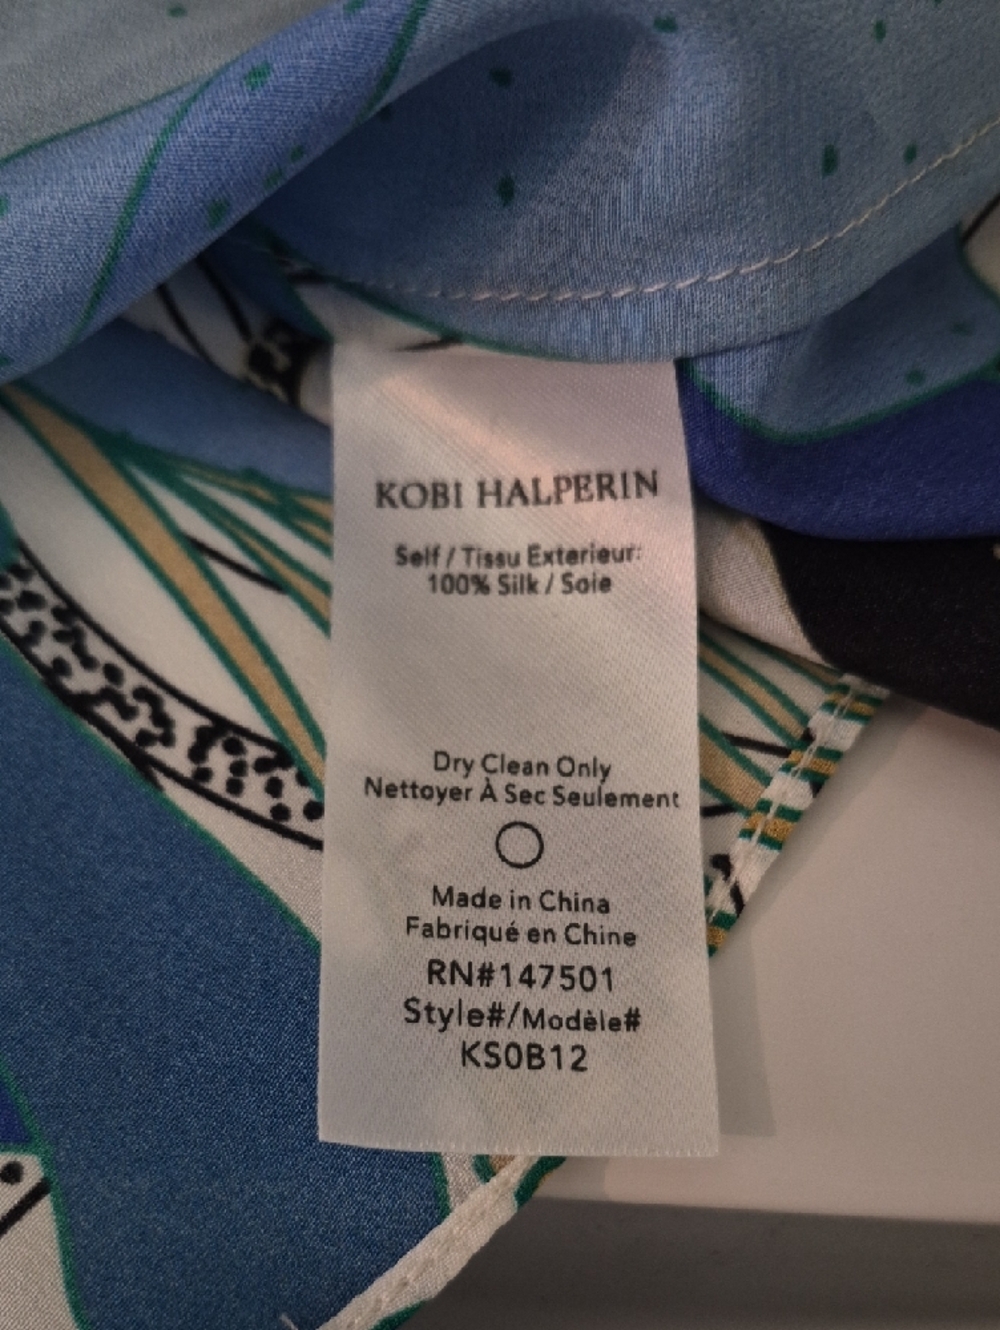 KOBI HALPERIN
Self / Tissu Exterieur:
100% Silk / Soie
Dry Clean Only
Nettoyer À Sec Seulement
Made in China
Fabriqué en Chine
RN#147501
Style#/Modèle#
KS0B12